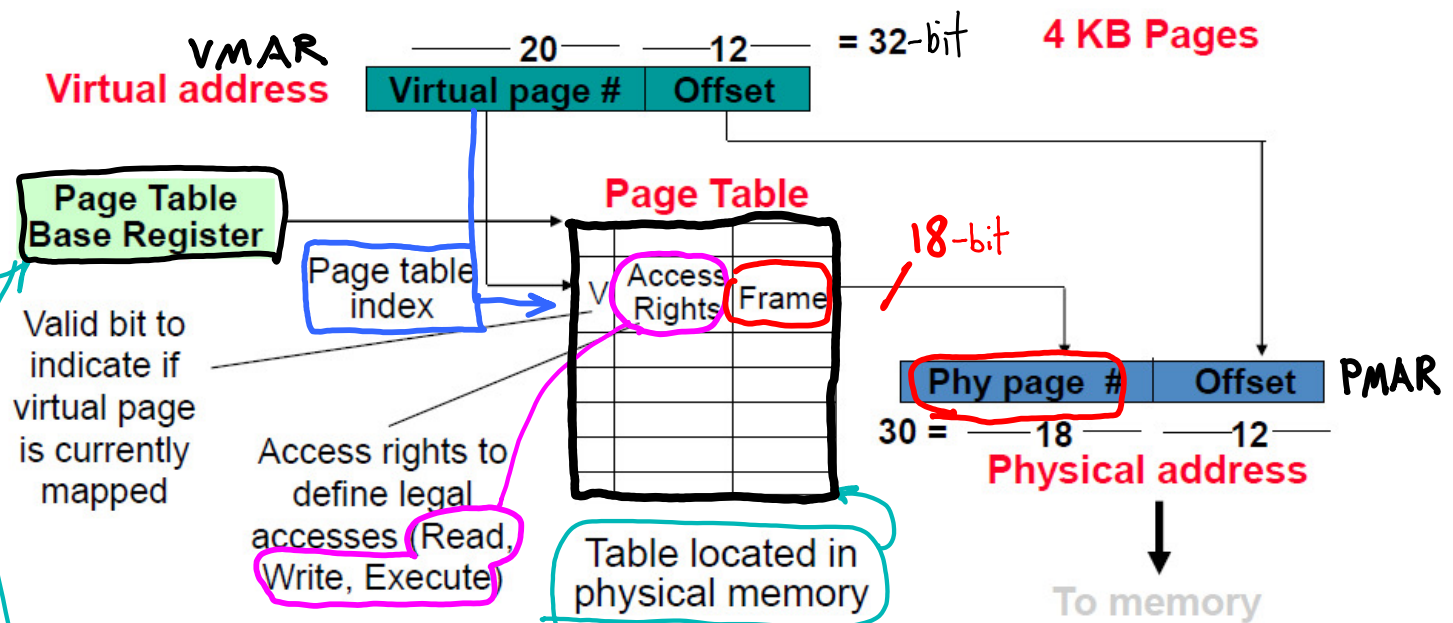 VMAR
20
12
= 32-bit
4 KB Pages
Virtual address
Virtual page #
Offset
Page Table
Base Register
Page Table
18-bit
Page table
index
V
Access
Rights
Frame
Valid bit to
indicate if
virtual page
is currently
mapped
Access rights to
define legal
accesses (Read,
Write, Execute)
Table located in
physical memory
Phy page #
Offset
PMAR
30 =
18
12
Physical address
To memory